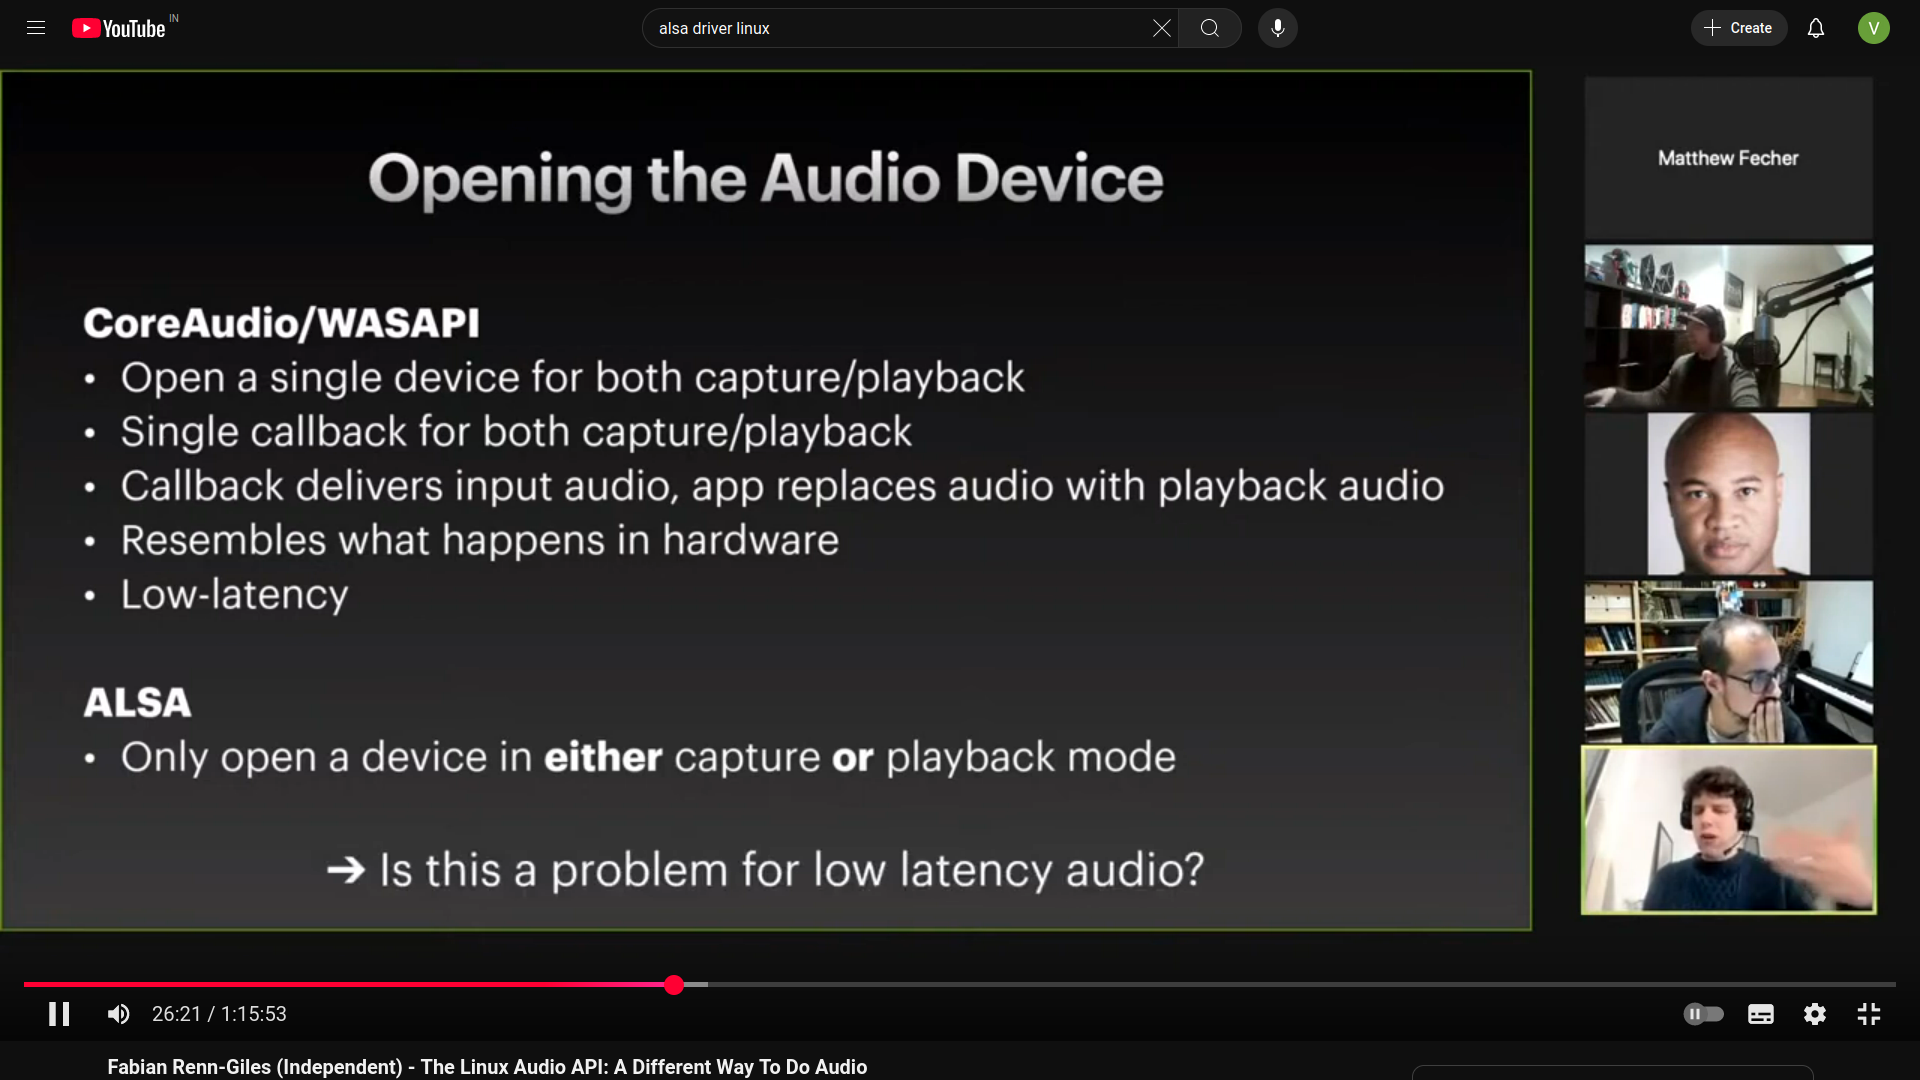 YouTube IN
alsa driver linux
Create
V
Opening the Audio Device
CoreAudio/WASAPI
• Open a single device for both capture/playback
• Single callback for both capture/playback
• Callback delivers input audio, app replaces audio with playback audio
• Resembles what happens in hardware
• Low-latency
ALSA
• Only open a device in either capture or playback mode
➔ Is this a problem for low latency audio?
Matthew Fecher
26:21 / 1:15:53
Fabian Renn-Giles (Independent) - The Linux Audio API: A Different Way To Do Audio